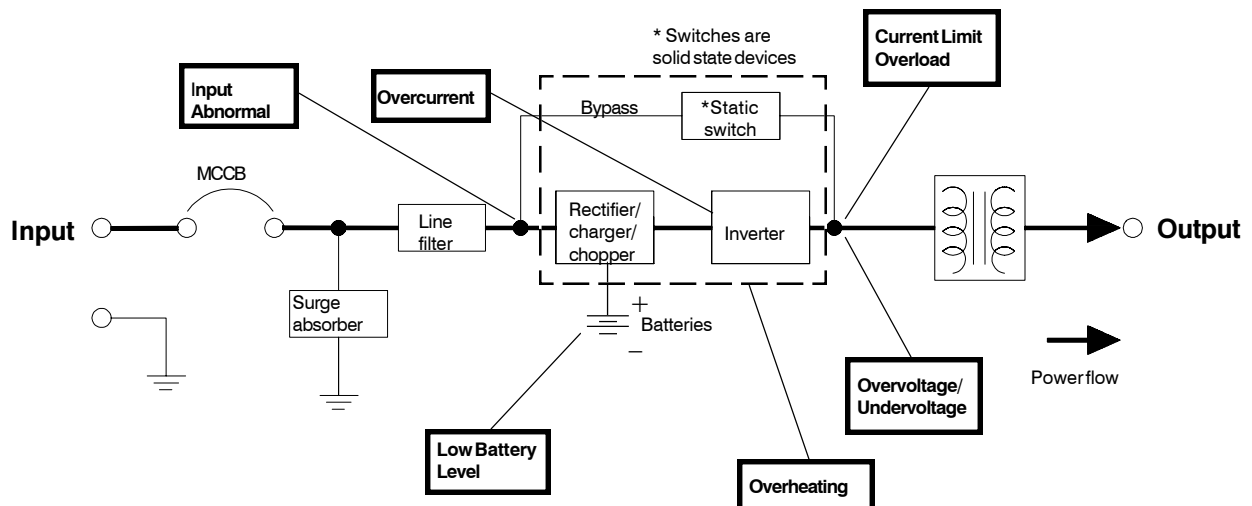 * Switches are
solid state devices
Current Limit
Overload
Input
Abnormal
Overcurrent
Bypass
*Static
switch
MCCB
Input
Line
filter
Rectifier/
charger/
chopper
Inverter
Output
Surge
absorber
+
Batteries
–
Power flow
Overvoltage/
Undervoltage
Low Battery
Level
Overheating